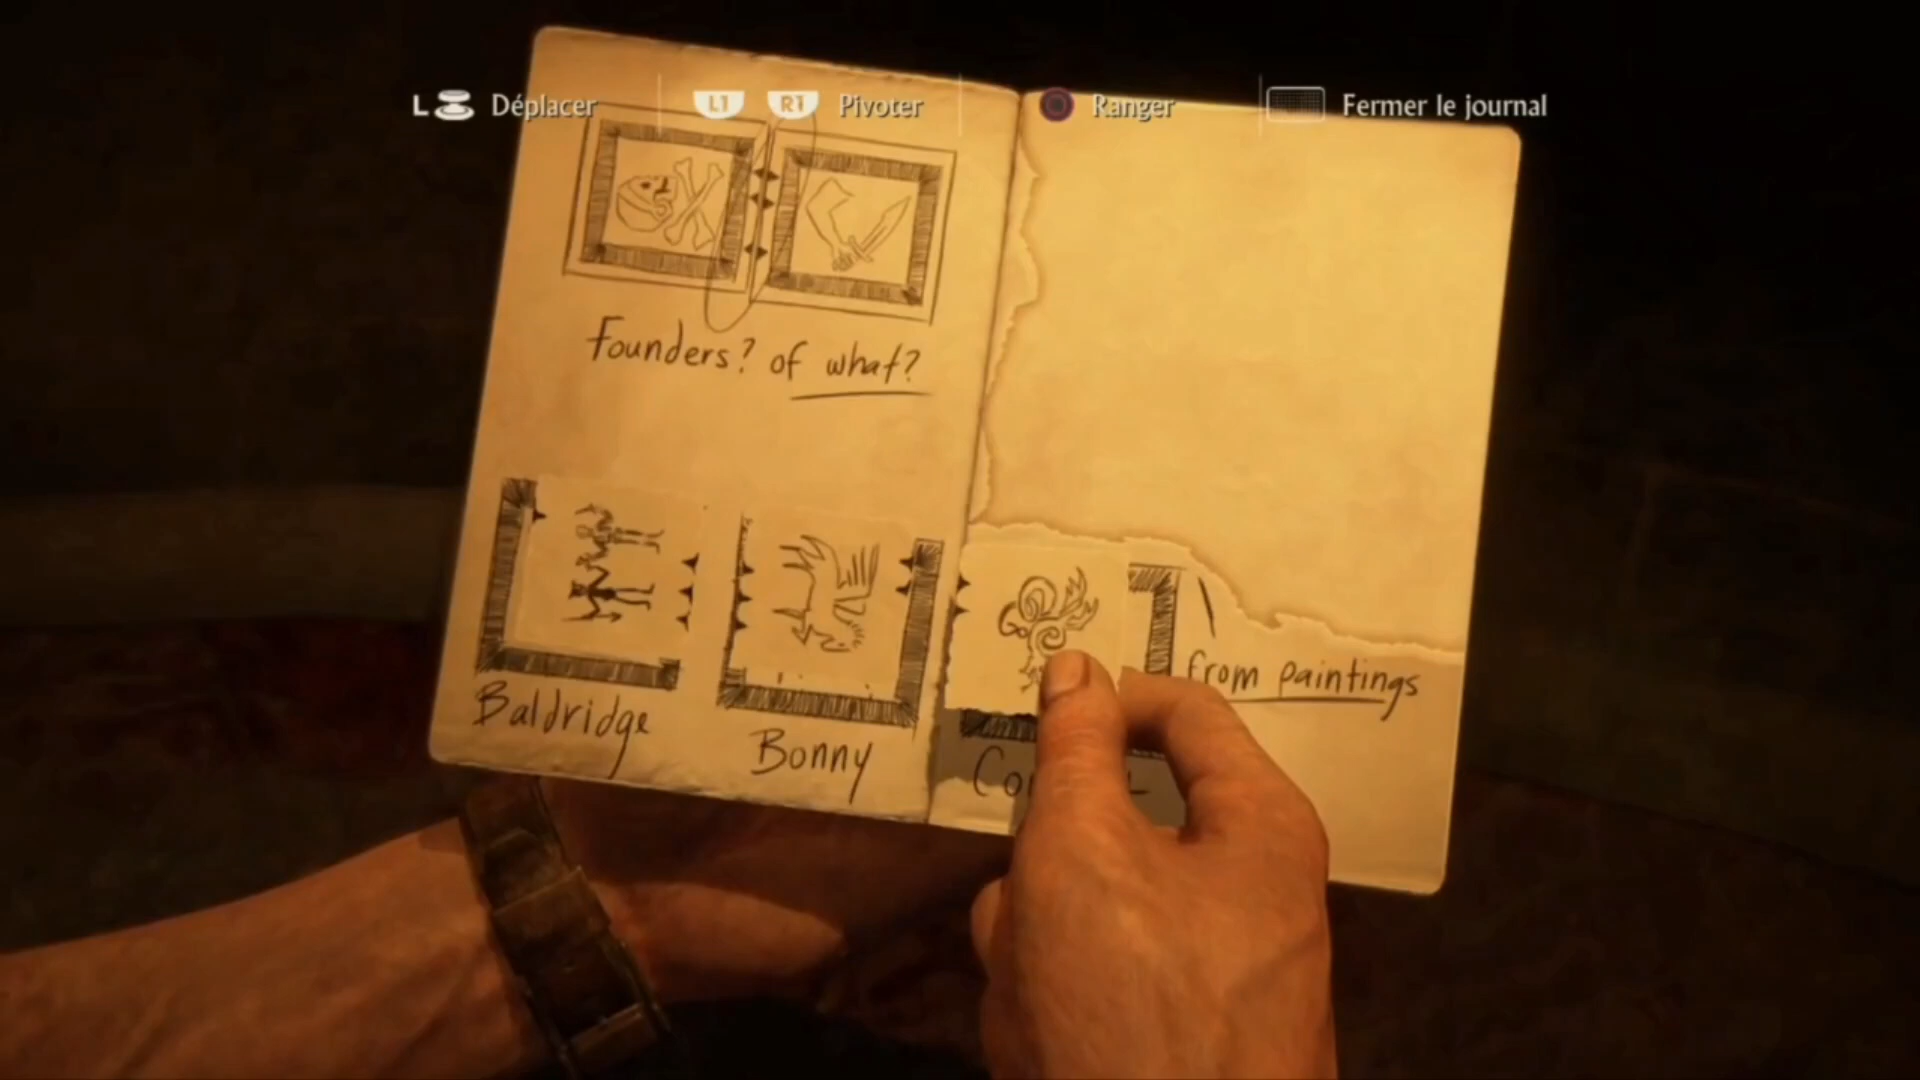 L Déplacer L1 R1 Pivoter Ranger Fermer le journal
Founders? of what?
from paintings
Baldridge
Bonny